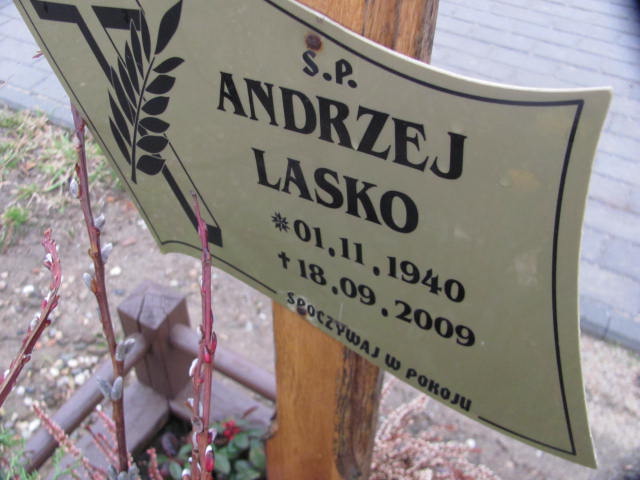 Ś.P.
ANDRZEJ
LASKO
* 01.11.1940
† 18.09.2009
SPOCZYWAJ W POKOJU